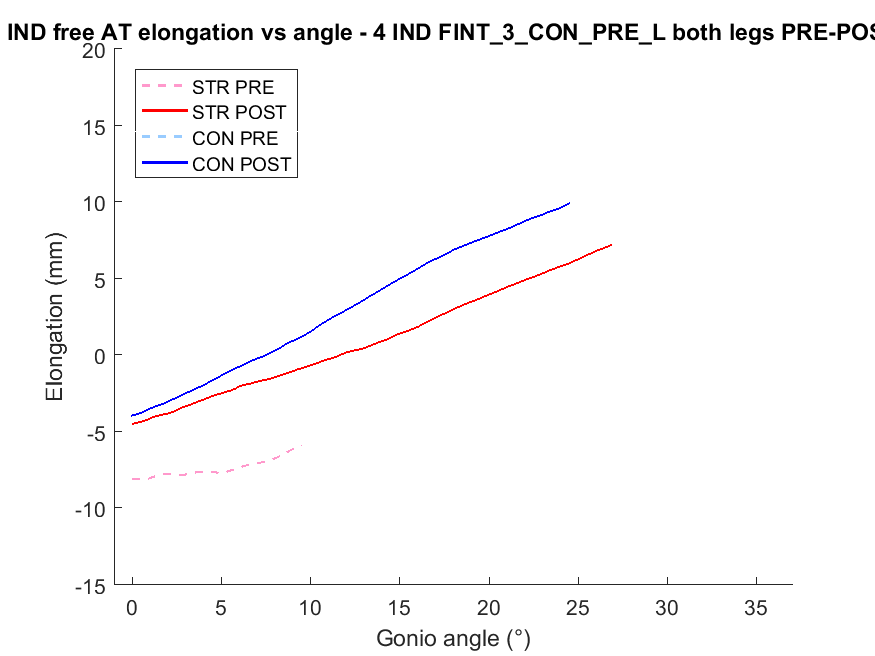 IND free AT elongation vs angle - 4 IND FINT_3_CON_PRE_L both legs PRE-POS
20
STR PRE
STR POST
15
CON PRE
CON POST
10
5
0
-5
-10
-15
Elongation (mm)
0 5 10 15 20 25 30 35
Gonio angle (°)